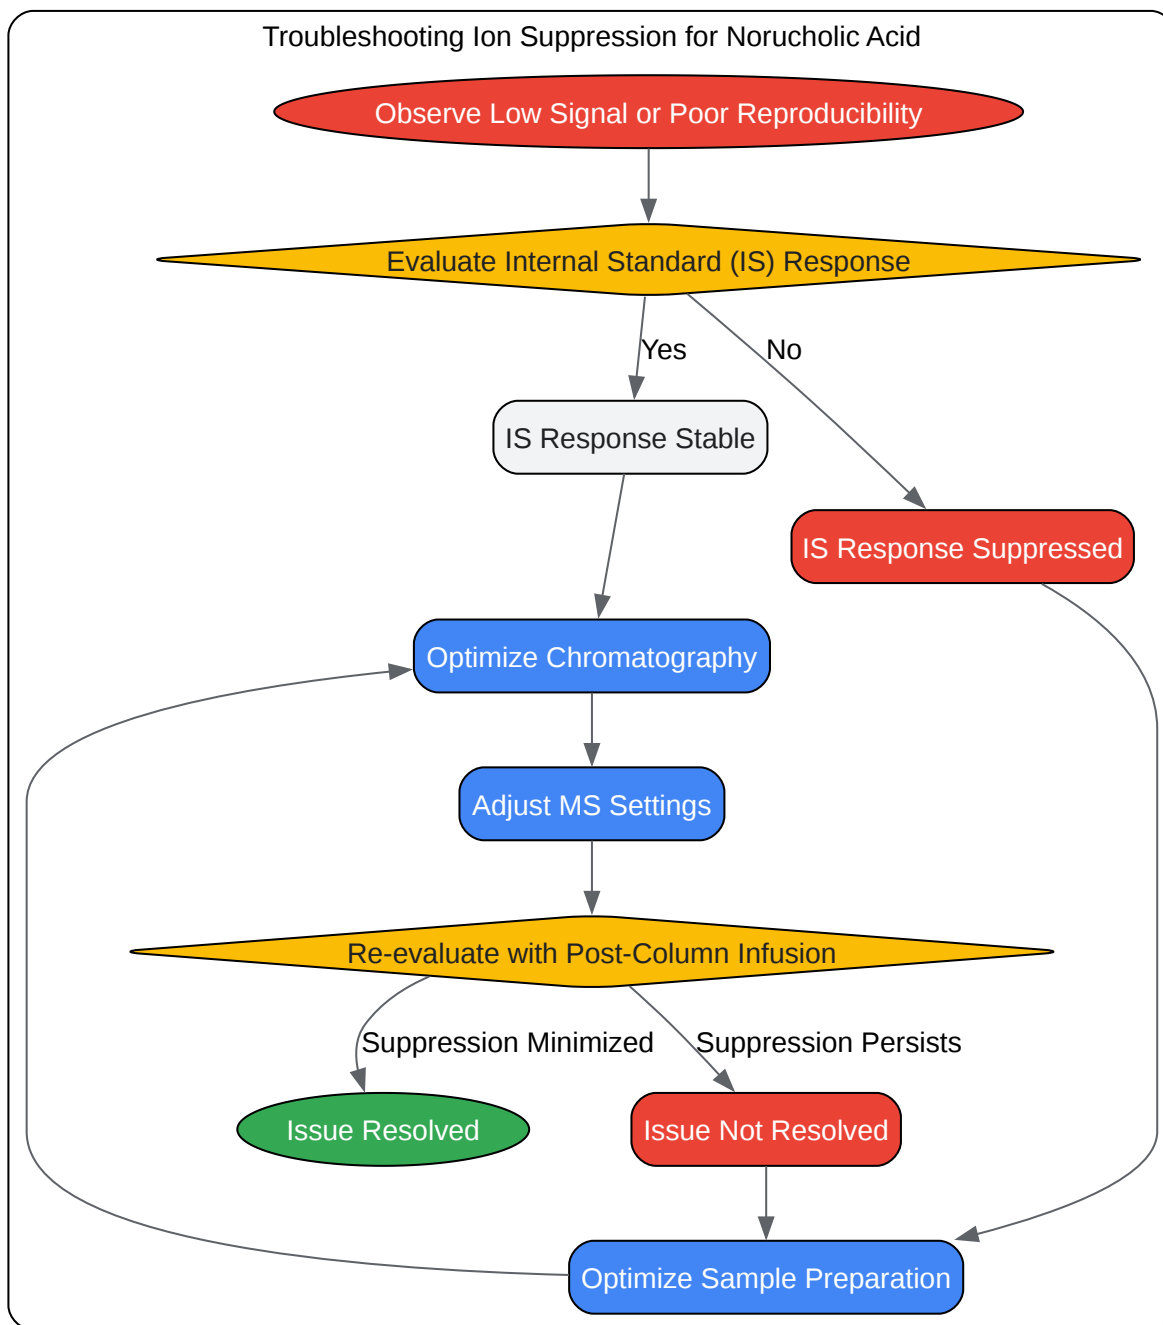 Troubleshooting Ion Suppression for Norucholic Acid
Observe Low Signal or Poor Reproducibility
Evaluate Internal Standard (IS) Response
Yes
No
IS Response Stable
IS Response Suppressed
Optimize Chromatography
Adjust MS Settings
Re-evaluate with Post-Column Infusion
Suppression Minimized
Suppression Persists
Issue Resolved
Issue Not Resolved
Optimize Sample Preparation